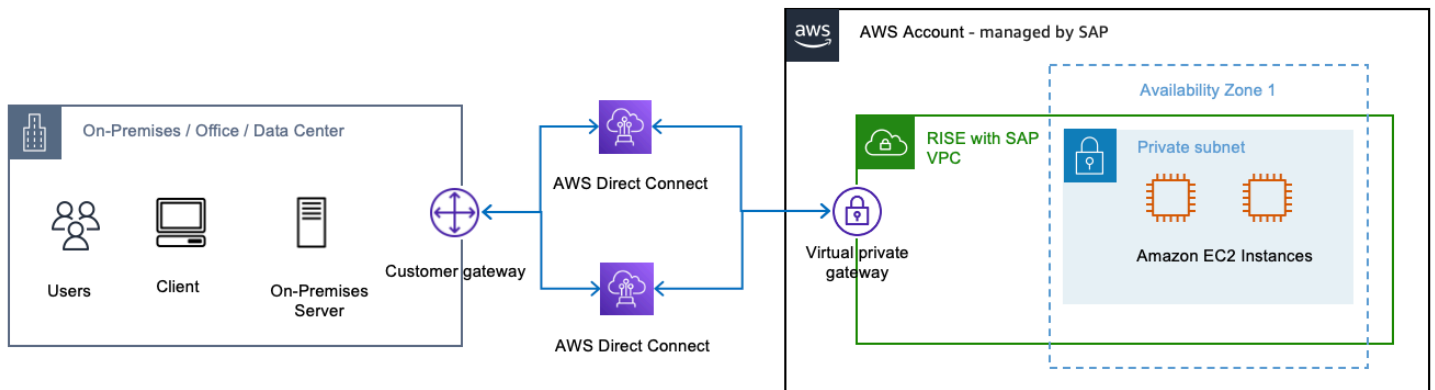 aws
AWS Account - managed by SAP
Availability Zone 1
On-Premises / Office / Data Center
RISE with SAP
VPC
Private subnet
AWS Direct Connect
Users
Client
On-Premises
Server
Customer gateway
Virtual private
gateway
Amazon EC2 Instances
AWS Direct Connect